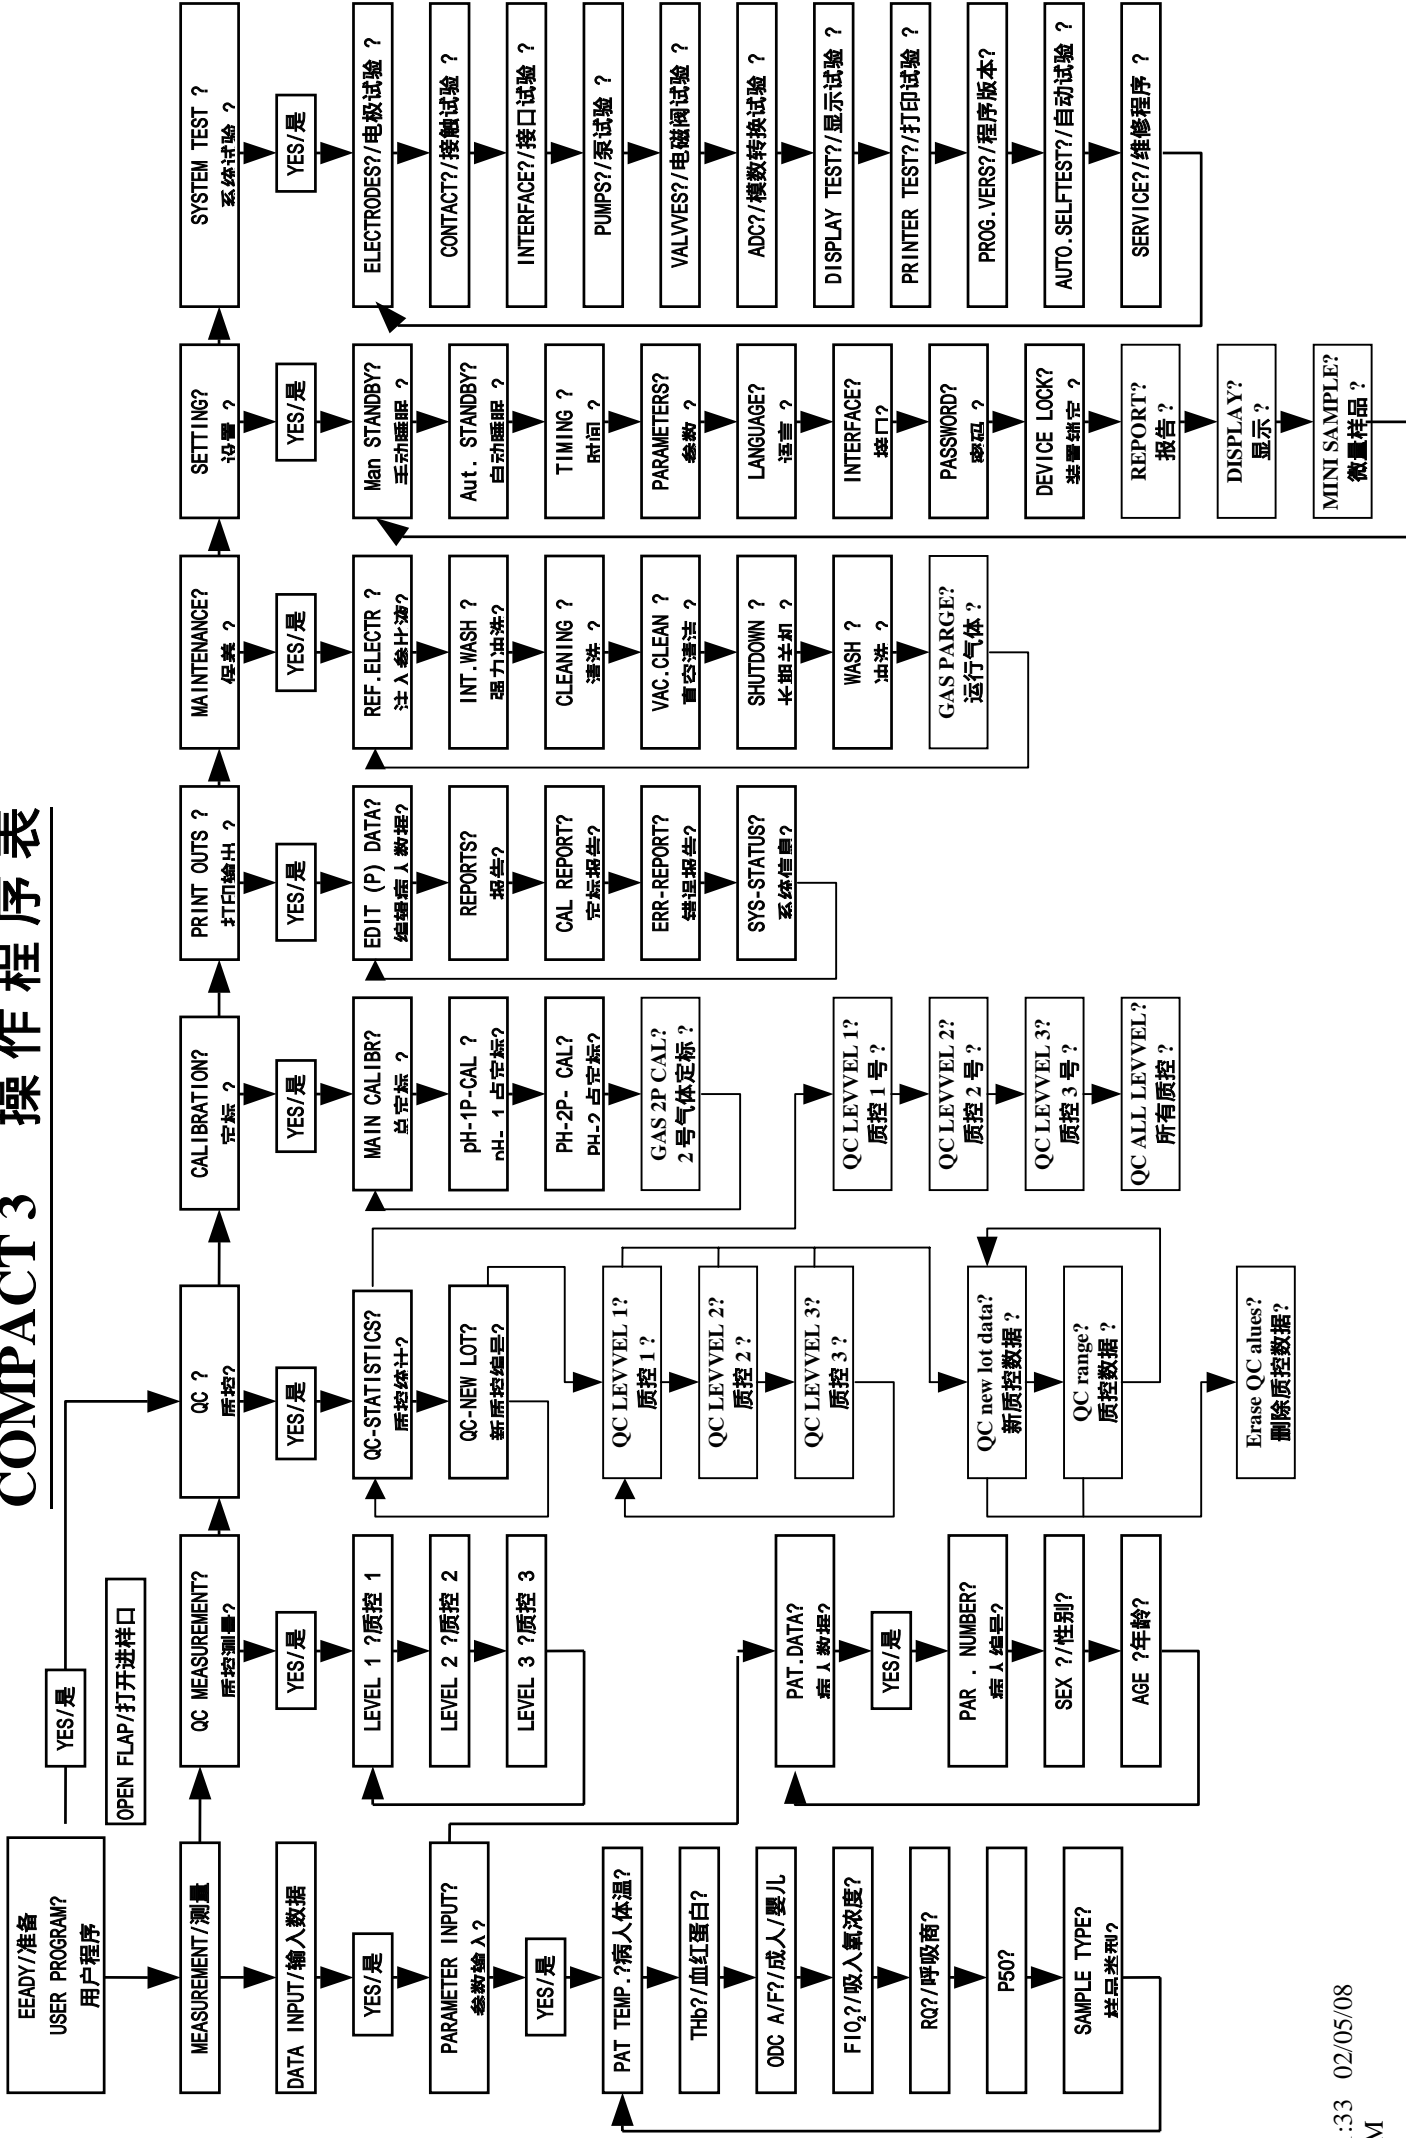 COMPACT 3 操作程序表
EEADY/准备
USER PROGRAM?
用户程序
YES/是
OPEN FLAP/打开进样口
MEASUREMENT/测量
DATA INPUT/输入数据
YES/是
PARAMETER INPUT?
参数输入?
YES/是
PAT TEMP.?病人体温?
THb?/血红蛋白?
ODC A/F?/成人/婴儿
FIO₂?/吸入氧浓度?
RQ?/呼吸商?
P50?
SAMPLE TYPE?
样品类型?
QC MEASUREMENT?
质控测量?
YES/是
LEVEL 1 ?质控 1
LEVEL 2 ?质控 2
LEVEL 3 ?质控 3
PAT.DATA?
病人数据?
YES/是
PAR . NUMBER?
病人编号?
SEX ?/性别?
AGE ?年龄?
QC ?
质控?
YES/是
QC-STATISTICS?
质控统计?
QC-NEW LOT?
新质控编号?
QC LEVVEL 1?
质控 1 ?
QC LEVVEL 2?
质控 2 ?
QC LEVVEL 3?
质控 3 ?
QC new lot data?
新质控数据 ?
QC range?
质控数据 ?
Erase QC alues?
删除质控数据?
CALIBRATION?
定标 ?
YES/是
MAIN CALIBR?
总定标 ?
pH-1P-CAL ?
pH- 1 点定标?
PH-2P- CAL?
PH-2 点定标?
GAS 2P CAL?
2 号气体定标 ?
QC LEVVEL 1?
质控 1 号 ?
QC LEVVEL 2?
质控 2 号 ?
QC LEVVEL 3?
质控 3 号 ?
QC ALL LEVVEL?
所有质控 ?
PRINT OUTS ?
打印输出 ?
YES/是
EDIT (P) DATA?
编辑病人数据?
REPORTS?
报告?
CAL REPORT?
定标报告?
ERR-REPORT?
错误报告?
SYS-STATUS?
系统信息?
MAINTENANCE?
保养 ?
YES/是
REF.ELECTR ?
注入参比液?
INT.WASH ?
强力冲洗?
CLEANING ?
清洗 ?
VAC.CLEAN ?
真空清洁 ?
SHUTDOWN ?
长期关机 ?
WASH ?
冲洗 ?
GAS PARGE?
运行气体 ?
SETTING?
设置 ?
YES/是
Man STANDBY?
手动睡眠 ?
Aut. STANDBY?
自动睡眠 ?
TIMING ?
时间 ?
PARAMETERS?
参数 ?
LANGUAGE?
语言 ?
INTERFACE?
接口?
PASSWORD?
密码 ?
DEVICE LOCK?
装置锁定 ?
REPORT?
报告 ?
DISPLAY?
显示 ?
MINI SAMPLE?
微量样品 ?
SYSTEM TEST ?
系统试验 ?
YES/是
ELECTRODES?/电极试验 ?
CONTACT?/接触试验 ?
INTERFACE?/接口试验 ?
PUMPS?/泵试验 ?
VALVVES?/电磁阀试验 ?
ADC?/模数转换试验 ?
DISPLAY TEST?/显示试验 ?
PRINTER TEST?/打印试验 ?
PROG.VERS?/程序版本?
AUTO.SELFTEST?/自动试验 ?
SERVICE?/维修程序 ?
:33 02/05/08
M